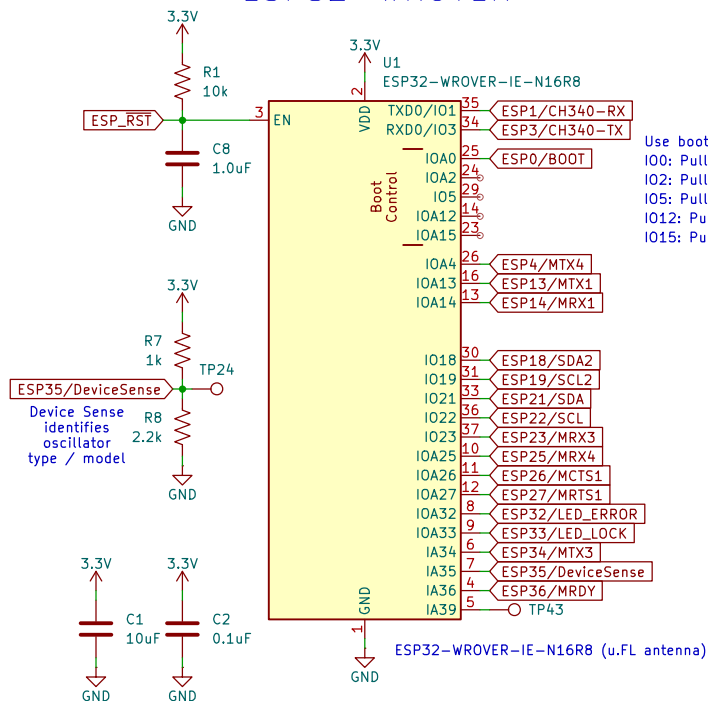 3.3V
R1
10k
ESP_RST
C8
1.0uF
GND
3.3V
R7
1k
TP24
ESP35/DeviceSense
Device Sense
identifies
oscillator
type / model
R8
2.2k
GND
3.3V
C1
10uF
GND
3.3V
C2
0.1uF
GND
3.3V
U1
ESP32-WROVER-IE-N16R8
2
VDD
3
EN
Boot
Control
TXD0/IO1 35 ESP1/CH340-RX
RXD0/IO3 34 ESP3/CH340-TX
IOA0 25 ESP0/BOOT
IOA2 24
IO5 29
IOA12 14
IOA15 23
IOA4 26 ESP4/MTX4
IOA13 16 ESP13/MTX1
IOA14 13 ESP14/MRX1
IO18 30 ESP18/SDA2
IO19 31 ESP19/SCL2
IO21 33 ESP21/SDA
IO22 36 ESP22/SCL
IO23 37 ESP23/MRX3
IOA25 10 ESP25/MRX4
IOA26 11 ESP26/MCTS1
IOA27 12 ESP27/MRTS1
IOA32 8 ESP32/LED_ERROR
IOA33 9 ESP33/LED_LOCK
IA34 6 ESP34/MTX3
IA35 7 ESP35/DeviceSense
IA36 4 ESP36/MRDY
IA39 5 TP43
GND
1
GND
ESP32-WROVER-IE-N16R8 (u.FL antenna)
Use boot
IO0: Pull
IO2: Pull
IO5: Pull
IO12: Pu
IO15: Pu